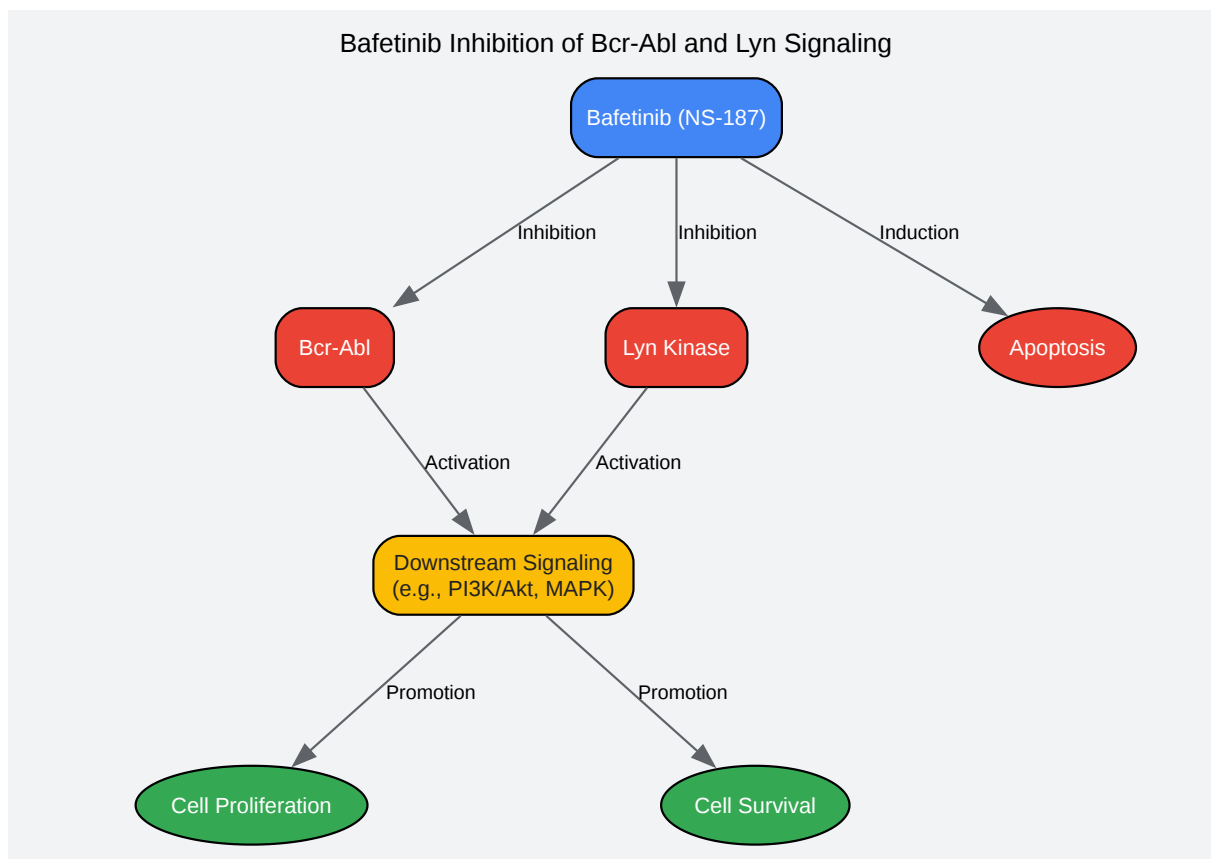 Bafetinib Inhibition of Bcr-Abl and Lyn Signaling
Bafetinib (NS-187)
Inhibition
Inhibition
Induction
Bcr-Abl
Lyn Kinase
Apoptosis
Activation
Activation
Downstream Signaling
(e.g., PI3K/Akt, MAPK)
Promotion
Promotion
Cell Proliferation
Cell Survival